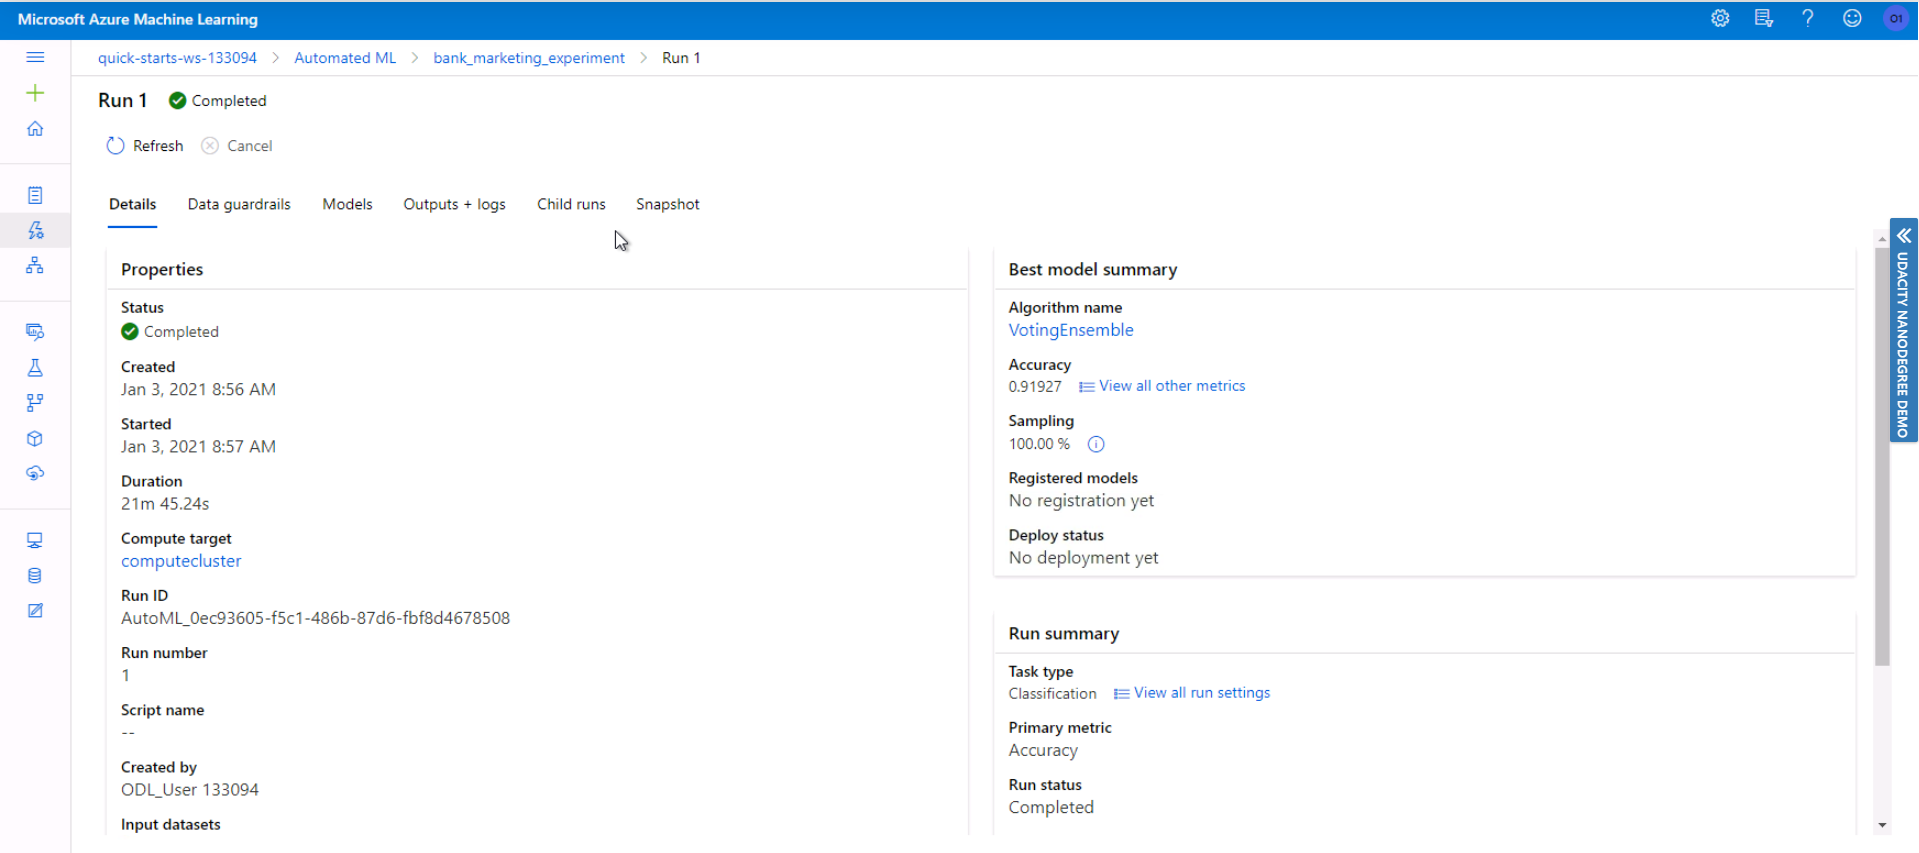 Microsoft Azure Machine Learning
O1
quick-starts-ws-133094 > Automated ML > bank_marketing_experiment > Run 1
Run 1 Completed
Refresh Cancel
Details Data guardrails Models Outputs + logs Child runs Snapshot
Properties
Status
Completed
Created
Jan 3, 2021 8:56 AM
Started
Jan 3, 2021 8:57 AM
Duration
21m 45.24s
Compute target
computecluster
Run ID
AutoML_0ec93605-f5c1-486b-87d6-fbf8d4678508
Run number
1
Script name
--
Created by
ODL_User 133094
Input datasets
Best model summary
Algorithm name
VotingEnsemble
Accuracy
0.91927 View all other metrics
Sampling
100.00 %
Registered models
No registration yet
Deploy status
No deployment yet
Run summary
Task type
Classification View all run settings
Primary metric
Accuracy
Run status
Completed
UDACITY NANODEGREE DEMO